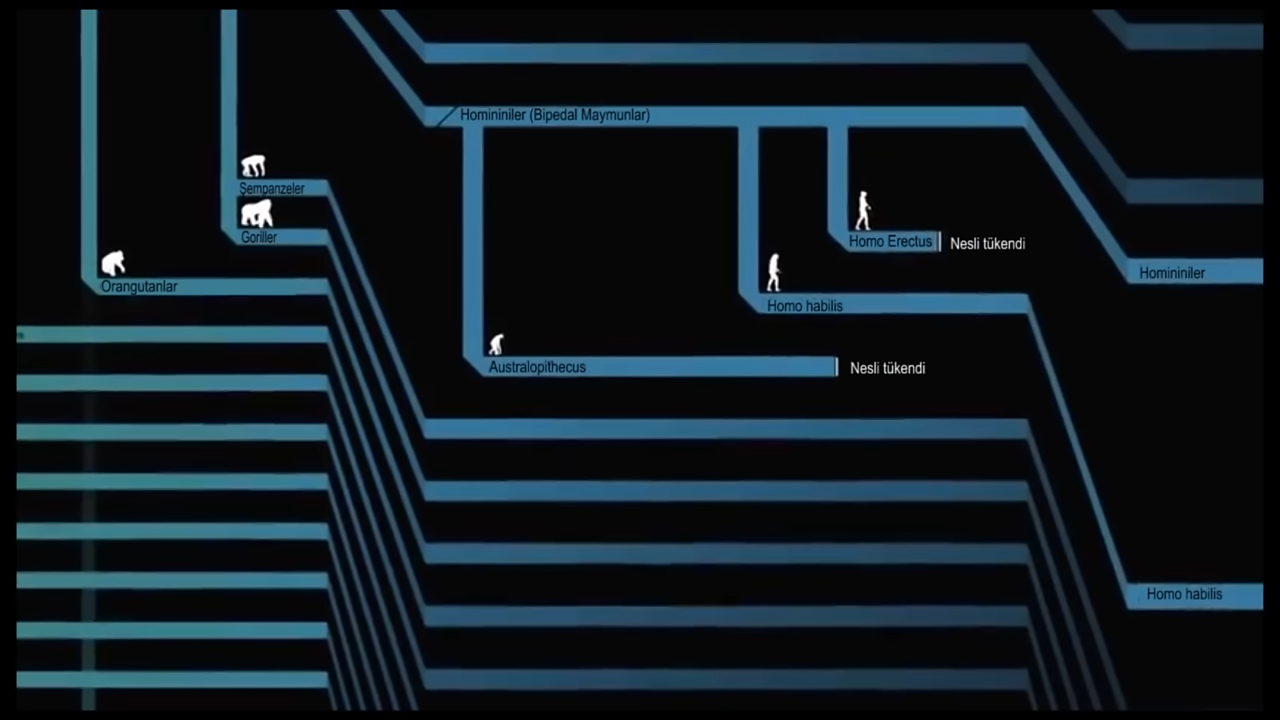 Homininiler (Bipedal Maymunlar)
Şempanzeler
Goriller
Homo Erectus
Nesli tükendi
Homininiler
Orangutanlar
Homo habilis
Australopithecus
Nesli tükendi
Homo habilis